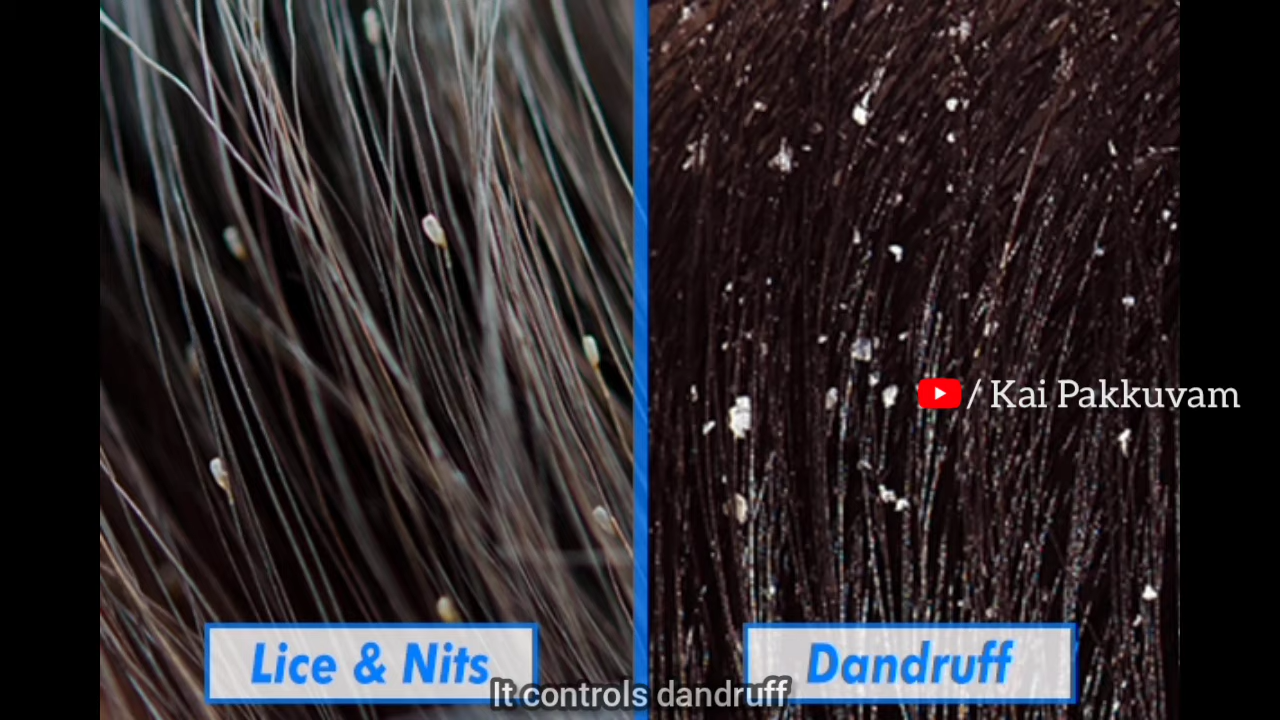 / Kai Pakkuvam
Lice & Nits
Dandruff
It controls dandruff